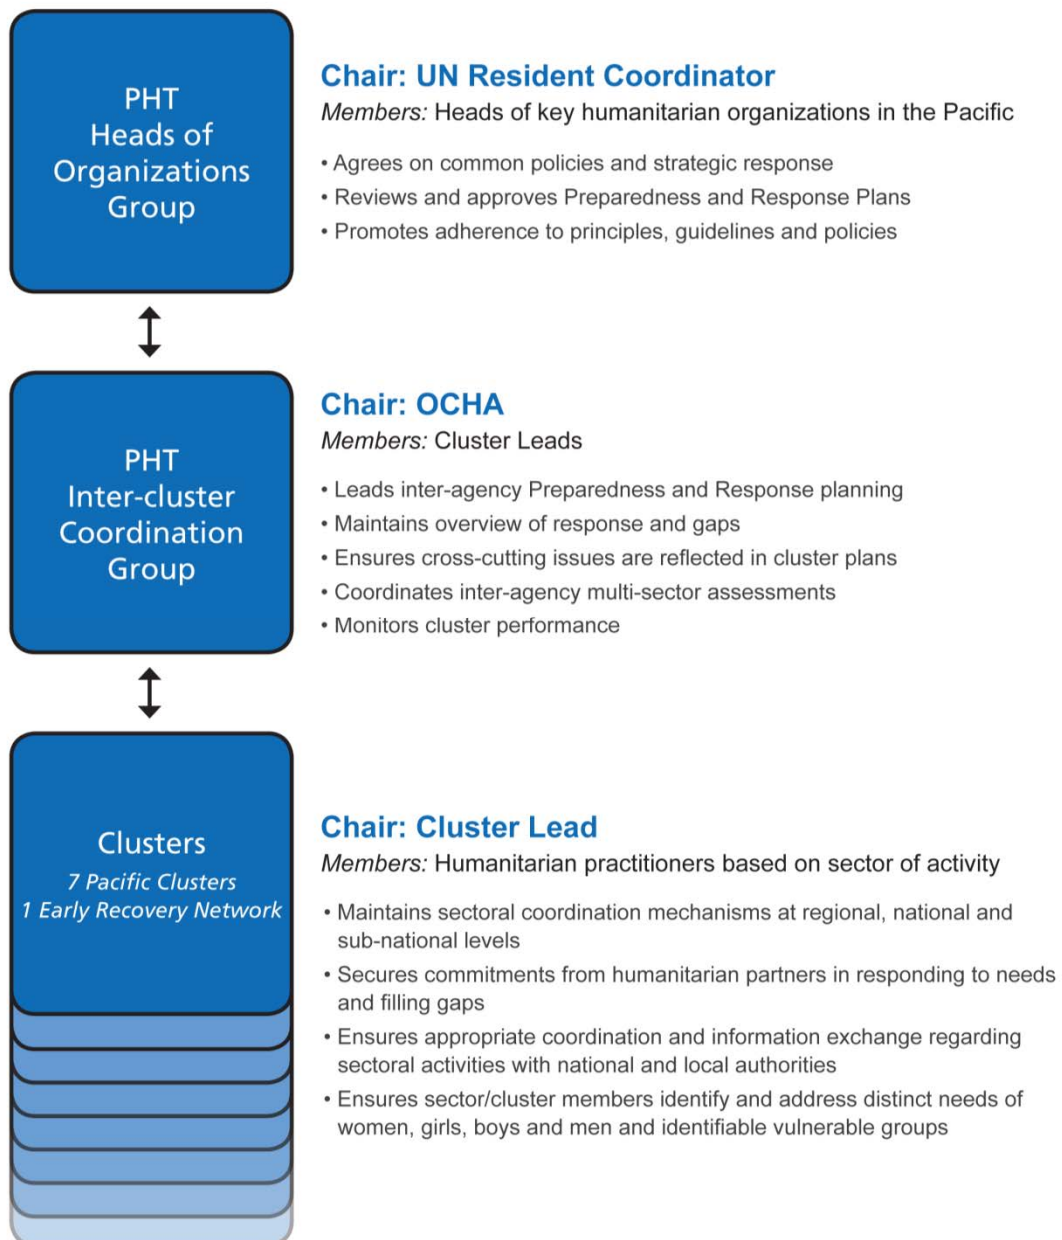 PHT
Heads of
Organizations
Group
Chair: UN Resident Coordinator
Members: Heads of key humanitarian organizations in the Pacific
• Agrees on common policies and strategic response
• Reviews and approves Preparedness and Response Plans
• Promotes adherence to principles, guidelines and policies
PHT
Inter-cluster
Coordination
Group
Chair: OCHA
Members: Cluster Leads
• Leads inter-agency Preparedness and Response planning
• Maintains overview of response and gaps
• Ensures cross-cutting issues are reflected in cluster plans
• Coordinates inter-agency multi-sector assessments
• Monitors cluster performance
Clusters
7 Pacific Clusters
1 Early Recovery Network
Chair: Cluster Lead
Members: Humanitarian practitioners based on sector of activity
• Maintains sectoral coordination mechanisms at regional, national and
sub-national levels
• Secures commitments from humanitarian partners in responding to needs
and filling gaps
• Ensures appropriate coordination and information exchange regarding
sectoral activities with national and local authorities
• Ensures sector/cluster members identify and address distinct needs of
women, girls, boys and men and identifiable vulnerable groups